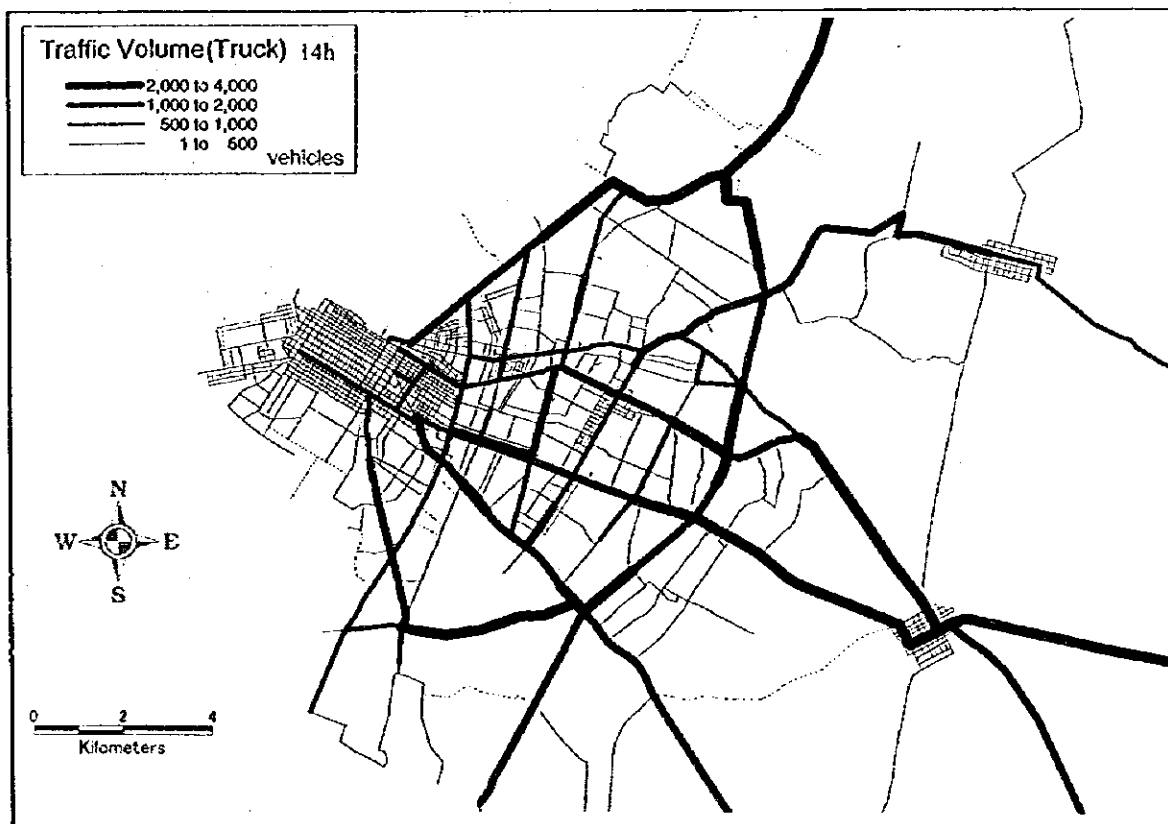 Traffic Volume(Truck) 14h
2,000 to 4,000
1,000 to 2,000
500 to 1,000
1 to 500
vehicles
N
W E
S
0 2 4
Kilometers